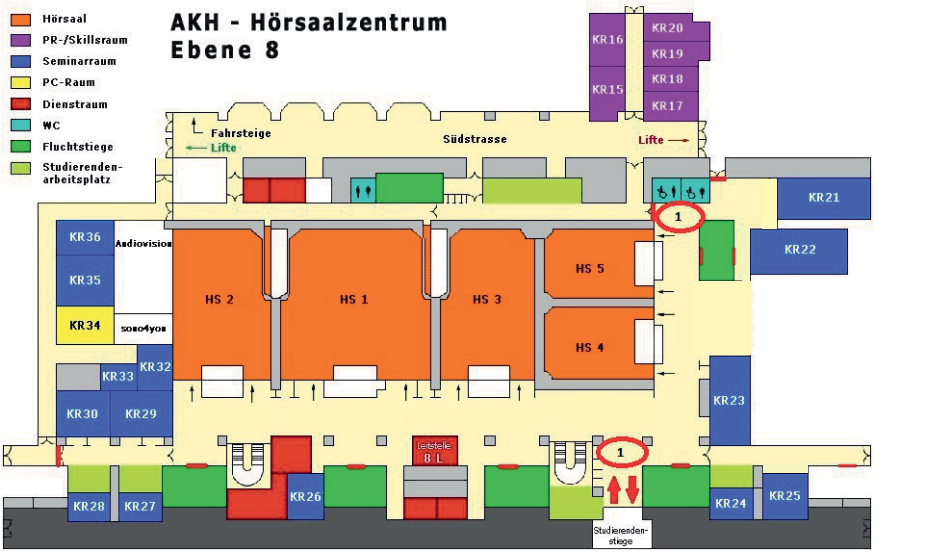 AKH - Hörsaalzentrum
Ebene 8
Hörsaal
PR-/Skillsraum
Seminarraum
PC-Raum
Dienstraum
WC
Fluchtstiege
Studierenden-
arbeitsplatz
KR16
KR20
KR19
KR15
KR18
KR17
Fahrsteige
Lifte
Südstrasse
Lifte
KR21
1
KR36
Audiovision
KR22
KR35
HS 5
HS 2
HS 1
HS 3
KR34
sono4you
HS 4
KR32
KR33
KR23
KR30
KR29
Leitstelle
8 L
1
KR28
KR27
KR26
KR24
KR25
Studierenden-
stiege